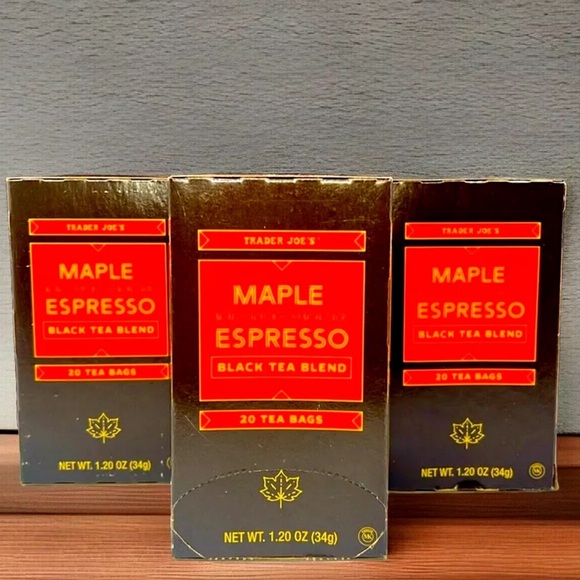 TRADER JOE'S
MAPLE
ESPRESSO
BLACK TEA BLEND
20 TEA BAGS
NET WT. 1.20 OZ (34g)
TRADER JOE'S
MAPLE
ESPRESSO
BLACK TEA BLEND
20 TEA BAGS
NET WT. 1.20 OZ (34g)
TRADER JOE'S
MAPLE
ESPRESSO
BLACK TEA BLEND
20 TEA BAGS
NET WT. 1.20 OZ (34g)